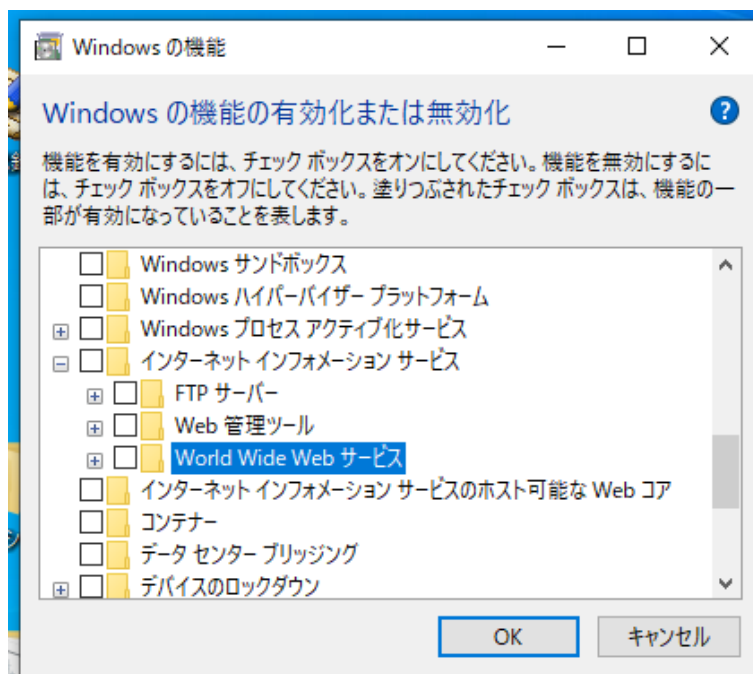 Windows の機能
Windows の機能の有効化または無効化
機能を有効にするには、チェック ボックスをオンにしてください。機能を無効にするに
は、チェック ボックスをオフにしてください。塗りつぶされたチェック ボックスは、機能の一
部が有効になっていることを表します。
Windows サンドボックス
Windows ハイパーバイザー プラットフォーム
Windows プロセス アクティブ化サービス
インターネット インフォメーション サービス
FTP サーバー
Web 管理ツール
World Wide Web サービス
インターネット インフォメーション サービスのホスト可能な Web コア
コンテナー
データ センター ブリッジング
デバイスのロックダウン
OK
キャンセル